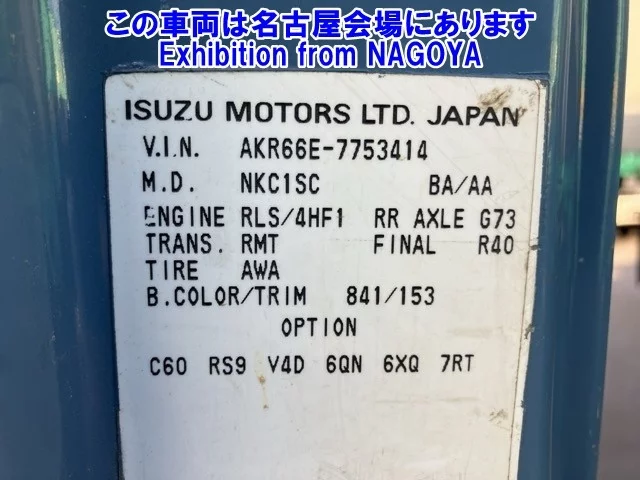 この車両は名古屋会場にあります
Exhibition from NAGOYA
ISUZU MOTORS LTD. JAPAN
V.I.N. AKR66E-7753414
M.D. NKC1SC BA/AA
ENGINE RLS/4HF1 RR AXLE G73
TRANS. RMT FINAL R40
TIRE AWA
B.COLOR/TRIM 841/153
OPTION
C60 RS9 V4D 6QN 6XQ 7RT